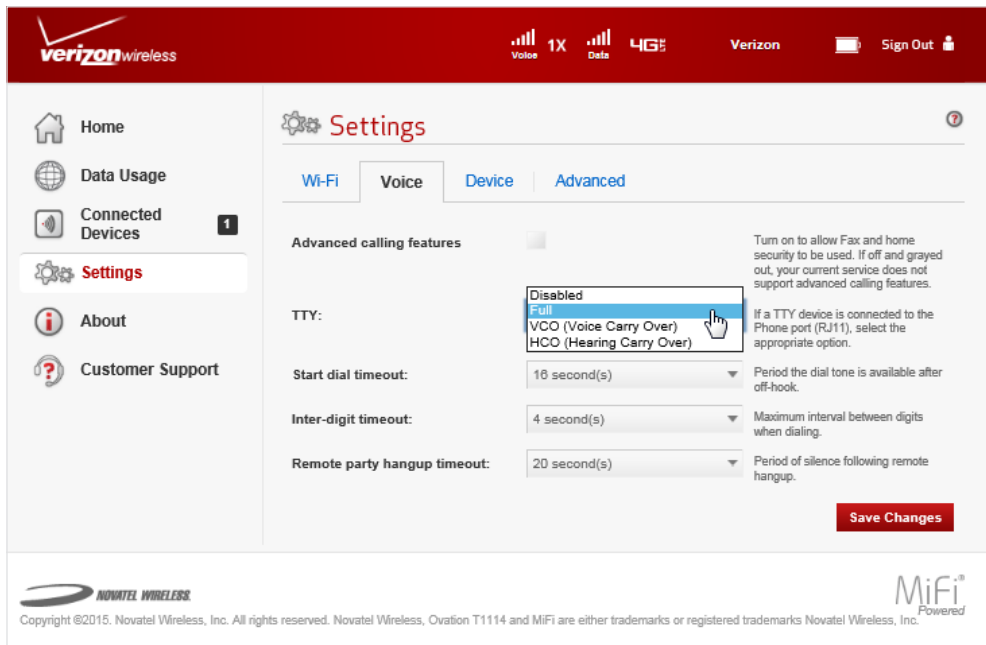 verizonwireless
Voice
1X
Data
4G LTE
Verizon
Sign Out
Home
Data Usage
Connected
Devices
1
Settings
About
Customer Support
Settings
?
Wi-Fi
Voice
Device
Advanced
Advanced calling features
Turn on to allow Fax and home
security to be used. If off and grayed
out, your current service does not
support advanced calling features.
TTY:
Disabled
Full
VCO (Voice Carry Over)
HCO (Hearing Carry Over)
If a TTY device is connected to the
Phone port (RJ11), select the
appropriate option.
Start dial timeout:
16 second(s)
Period the dial tone is available after
off-hook.
Inter-digit timeout:
4 second(s)
Maximum interval between digits
when dialing.
Remote party hangup timeout:
20 second(s)
Period of silence following remote
hangup.
Save Changes
NOVATEL WIRELESS.
MiFi®
Powered
Copyright ©2015. Novatel Wireless, Inc. All rights reserved. Novatel Wireless, Ovation T1114 and MiFi are either trademarks or registered trademarks Novatel Wireless, Inc.